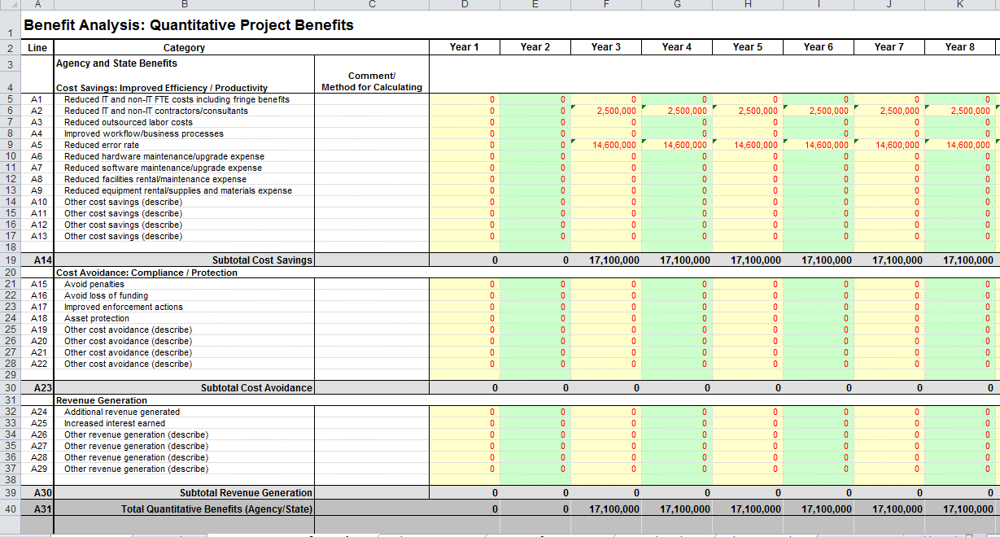 A B C D E F G H I J K
1 Benefit Analysis: Quantitative Project Benefits
2 Line Category Year 1 Year 2 Year 3 Year 4 Year 5 Year 6 Year 7 Year 8
3 Agency and State Benefits
Comment/
4 Cost Savings: Improved Efficiency / Productivity Method for Calculating
5 A1 Reduced IT and non-IT FTE costs including fringe benefits 0 0 0 0 0 0 0 0
6 A2 Reduced IT and non-IT contractors/consultants 0 0 2,500,000 2,500,000 2,500,000 2,500,000 2,500,000 2,500,000
7 A3 Reduced outsourced labor costs 0 0 0 0 0 0 0 0
8 A4 Improved workflow/business processes 0 0 0 0 0 0 0 0
9 A5 Reduced error rate 0 0 14,600,000 14,600,000 14,600,000 14,600,000 14,600,000 14,600,000
10 A6 Reduced hardware maintenance/upgrade expense 0 0 0 0 0 0 0 0
11 A7 Reduced software maintenance/upgrade expense 0 0 0 0 0 0 0 0
12 A8 Reduced facilities rental/maintenance expense 0 0 0 0 0 0 0 0
13 A9 Reduced equipment rental/supplies and materials expense 0 0 0 0 0 0 0 0
14 A10 Other cost savings (describe) 0 0 0 0 0 0 0 0
15 A11 Other cost savings (describe) 0 0 0 0 0 0 0 0
16 A12 Other cost savings (describe) 0 0 0 0 0 0 0 0
17 A13 Other cost savings (describe) 0 0 0 0 0 0 0 0
18
19 A14 Subtotal Cost Savings 0 0 17,100,000 17,100,000 17,100,000 17,100,000 17,100,000 17,100,000
20 Cost Avoidance: Compliance / Protection
21 A15 Avoid penalties 0 0 0 0 0 0 0 0
22 A16 Avoid loss of funding 0 0 0 0 0 0 0 0
23 A17 Improved enforcement actions 0 0 0 0 0 0 0 0
24 A18 Asset protection 0 0 0 0 0 0 0 0
25 A19 Other cost avoidance (describe) 0 0 0 0 0 0 0 0
26 A20 Other cost avoidance (describe) 0 0 0 0 0 0 0 0
27 A21 Other cost avoidance (describe) 0 0 0 0 0 0 0 0
28 A22 Other cost avoidance (describe) 0 0 0 0 0 0 0 0
29
30 A23 Subtotal Cost Avoidance 0 0 0 0 0 0 0 0
31 Revenue Generation
32 A24 Additional revenue generated 0 0 0 0 0 0 0 0
33 A25 Increased interest earned 0 0 0 0 0 0 0 0
34 A26 Other revenue generation (describe) 0 0 0 0 0 0 0 0
35 A27 Other revenue generation (describe) 0 0 0 0 0 0 0 0
36 A28 Other revenue generation (describe) 0 0 0 0 0 0 0 0
37 A29 Other revenue generation (describe) 0 0 0 0 0 0 0 0
38
39 A30 Subtotal Revenue Generation 0 0 0 0 0 0 0 0
40 A31 Total Quantitative Benefits (Agency/State) 0 0 17,100,000 17,100,000 17,100,000 17,100,000 17,100,000 17,100,000